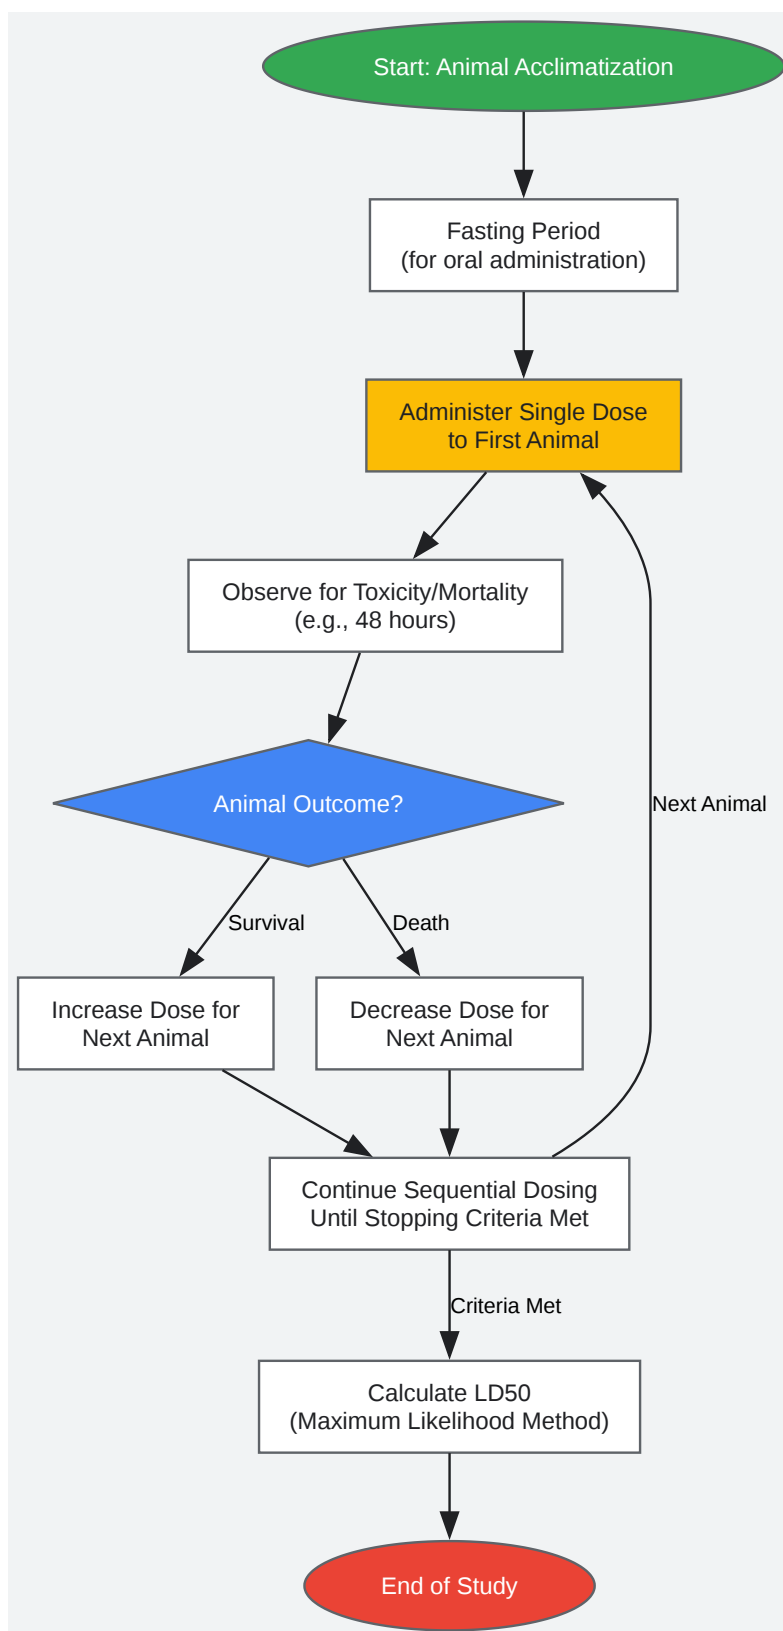 Start: Animal Acclimatization
Fasting Period
(for oral administration)
Administer Single Dose
to First Animal
Observe for Toxicity/Mortality
(e.g., 48 hours)
Animal Outcome?
Next Animal
Survival
Death
Increase Dose for
Next Animal
Decrease Dose for
Next Animal
Continue Sequential Dosing
Until Stopping Criteria Met
Criteria Met
Calculate LD50
(Maximum Likelihood Method)
End of Study